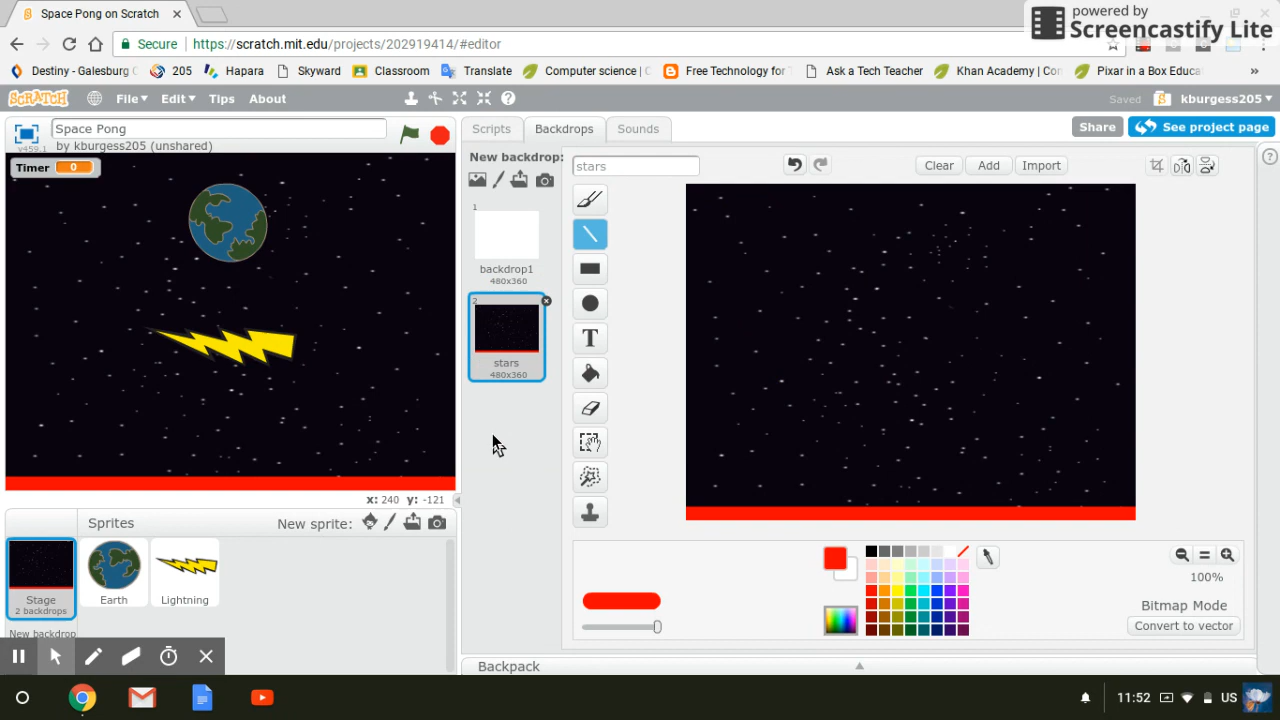 Space Pong on Scratch
powered by
Screencastify Lite
Secure
https://scratch.mit.edu/projects/202919414/#editor
Destiny - Galesburg
205
Hapara
Skyward
Classroom
Translate
Computer science | C
Free Technology for T
Ask a Tech Teacher
Khan Academy | Com
Pixar in a Box Educa
SCRATCH
File
Edit
Tips
About
Saved
kburgess205
Space Pong
by kburgess205 (unshared)
v459.1
Scripts
Backdrops
Sounds
Share
See project page
Timer 0
New backdrop:
stars
Clear
Add
Import
1
backdrop1
480x360
2
stars
480x360
T
x: 240 y: -121
Sprites
New sprite:
Stage
2 backdrops
Earth
Lightning
New backdrop
100%
Bitmap Mode
Convert to vector
Backpack
11:52
US